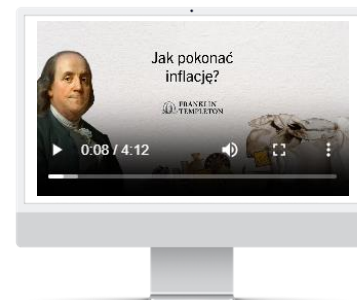 Jak pokonać
inflację?
FRANKLIN
TEMPLETON
0:08 / 4:12